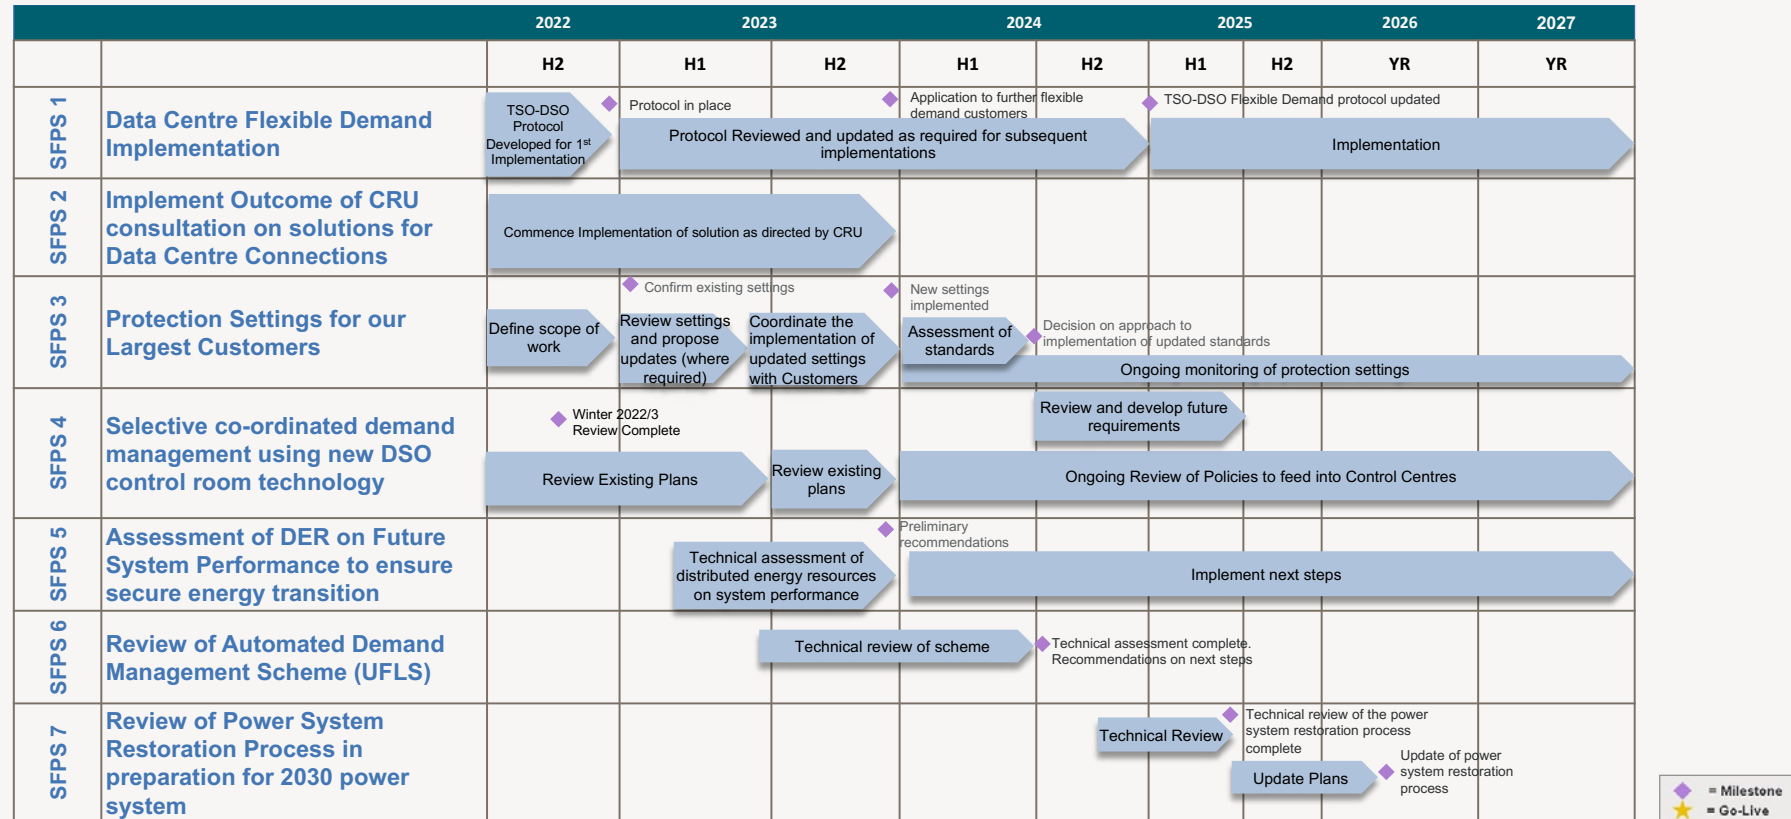 2022 2023 2024 2025 2026 2027
H2 H1 H2 H1 H2 H1 H2 YR YR
SFPS 1
Data Centre Flexible Demand
Implementation
TSO-DSO
Protocol
Developed for 1st
Implementation
Protocol in place
Application to further flexible
demand customers
TSO-DSO Flexible Demand protocol updated
Protocol Reviewed and updated as required for subsequent
implementations
Implementation
SFPS 2
Implement Outcome of CRU
consultation on solutions for
Data Centre Connections
Commence Implementation of solution as directed by CRU
SFPS 3
Protection Settings for our
Largest Customers
Confirm existing settings
New settings
implemented
Define scope of
work
Review settings
and propose
updates (where
required)
Coordinate the
implementation of
updated settings
with Customers
Assessment of
standards
Decision on approach to
implementation of updated standards
Ongoing monitoring of protection settings
SFPS 4
Selective co-ordinated demand
management using new DSO
control room technology
Winter 2022/3
Review Complete
Review and develop future
requirements
Review Existing Plans
Review existing
plans
Ongoing Review of Policies to feed into Control Centres
SFPS 5
Assessment of DER on Future
System Performance to ensure
secure energy transition
Preliminary
recommendations
Technical assessment of
distributed energy resources
on system performance
Implement next steps
SFPS 6
Review of Automated Demand
Management Scheme (UFLS)
Technical review of scheme
Technical assessment complete.
Recommendations on next steps
SFPS 7
Review of Power System
Restoration Process in
preparation for 2030 power
system
Technical Review
Technical review of the power
system restoration process
complete
Update Plans
Update of power
system restoration
process
= Milestone
= Go-Live